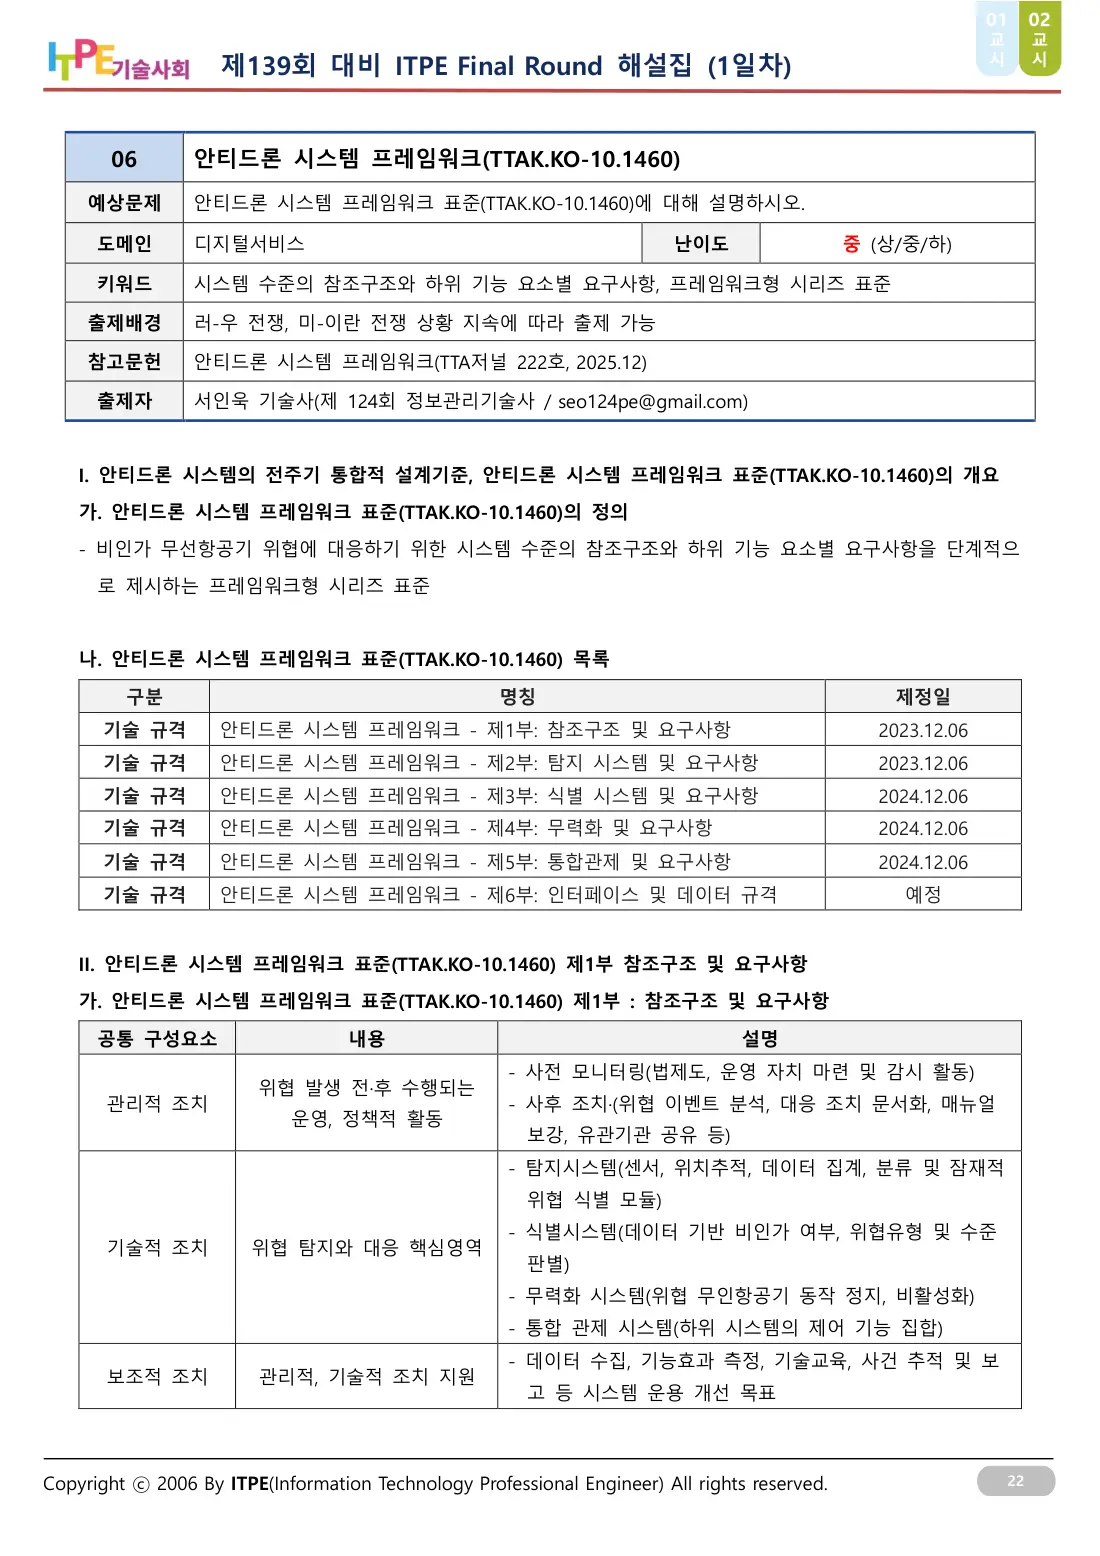 ITPE기술사회 제139회 대비 ITPE Final Round 해설집 (1일차)
01 교시
02 교시
06 안티드론 시스템 프레임워크(TTAK.KO-10.1460)
예상문제 안티드론 시스템 프레임워크 표준(TTAK.KO-10.1460)에 대해 설명하시오.
도메인 디지털서비스 난이도 중 (상/중/하)
키워드 시스템 수준의 참조구조와 하위 기능 요소별 요구사항, 프레임워크형 시리즈 표준
출제배경 러-우 전쟁, 미-이란 전쟁 상황 지속에 따라 출제 가능
참고문헌 안티드론 시스템 프레임워크(TTA저널 222호, 2025.12)
출제자 서인욱 기술사(제 124회 정보관리기술사 / seo124pe@gmail.com)
I. 안티드론 시스템의 전주기 통합적 설계기준, 안티드론 시스템 프레임워크 표준(TTAK.KO-10.1460)의 개요
가. 안티드론 시스템 프레임워크 표준(TTAK.KO-10.1460)의 정의
- 비인가 무선항공기 위협에 대응하기 위한 시스템 수준의 참조구조와 하위 기능 요소별 요구사항을 단계적으
로 제시하는 프레임워크형 시리즈 표준
나. 안티드론 시스템 프레임워크 표준(TTAK.KO-10.1460) 목록
구분 명칭 제정일
기술 규격 안티드론 시스템 프레임워크 - 제1부: 참조구조 및 요구사항 2023.12.06
기술 규격 안티드론 시스템 프레임워크 - 제2부: 탐지 시스템 및 요구사항 2023.12.06
기술 규격 안티드론 시스템 프레임워크 - 제3부: 식별 시스템 및 요구사항 2024.12.06
기술 규격 안티드론 시스템 프레임워크 - 제4부: 무력화 및 요구사항 2024.12.06
기술 규격 안티드론 시스템 프레임워크 - 제5부: 통합관제 및 요구사항 2024.12.06
기술 규격 안티드론 시스템 프레임워크 - 제6부: 인터페이스 및 데이터 규격 예정
II. 안티드론 시스템 프레임워크 표준(TTAK.KO-10.1460) 제1부 참조구조 및 요구사항
가. 안티드론 시스템 프레임워크 표준(TTAK.KO-10.1460) 제1부 : 참조구조 및 요구사항
공통 구성요소 내용 설명
관리적 조치
위협 발생 전·후 수행되는
운영, 정책적 활동
- 사전 모니터링(법제도, 운영 자치 마련 및 감시 활동)
- 사후 조치·(위협 이벤트 분석, 대응 조치 문서화, 매뉴얼
보강, 유관기관 공유 등)
기술적 조치
위협 탐지와 대응 핵심영역
- 탐지시스템(센서, 위치추적, 데이터 집계, 분류 및 잠재적
위협 식별 모듈)
- 식별시스템(데이터 기반 비인가 여부, 위협유형 및 수준
판별)
- 무력화 시스템(위협 무인항공기 동작 정지, 비활성화)
- 통합 관제 시스템(하위 시스템의 제어 기능 집합)
보조적 조치
관리적, 기술적 조치 지원
- 데이터 수집, 기능효과 측정, 기술교육, 사건 추적 및 보
고 등 시스템 운용 개선 목표
Copyright ⓒ 2006 By ITPE(Information Technology Professional Engineer) All rights reserved.
22